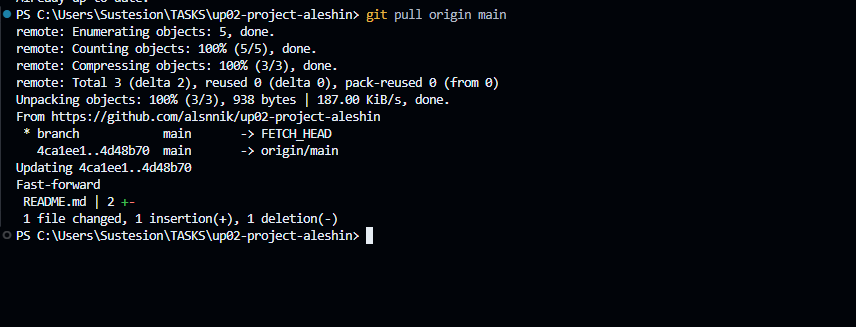 Already up to date.
PS C:\Users\Sustesion\TASKS\up02-project-aleshin> git pull origin main
remote: Enumerating objects: 5, done.
remote: Counting objects: 100% (5/5), done.
remote: Compressing objects: 100% (3/3), done.
remote: Total 3 (delta 2), reused 0 (delta 0), pack-reused 0 (from 0)
Unpacking objects: 100% (3/3), 938 bytes | 187.00 KiB/s, done.
From https://github.com/alsnnik/up02-project-aleshin
 * branch            main       -> FETCH_HEAD
   4ca1ee1..4d48b70  main       -> origin/main
Updating 4ca1ee1..4d48b70
Fast-forward
 README.md | 2 +-
 1 file changed, 1 insertion(+), 1 deletion(-)
PS C:\Users\Sustesion\TASKS\up02-project-aleshin>